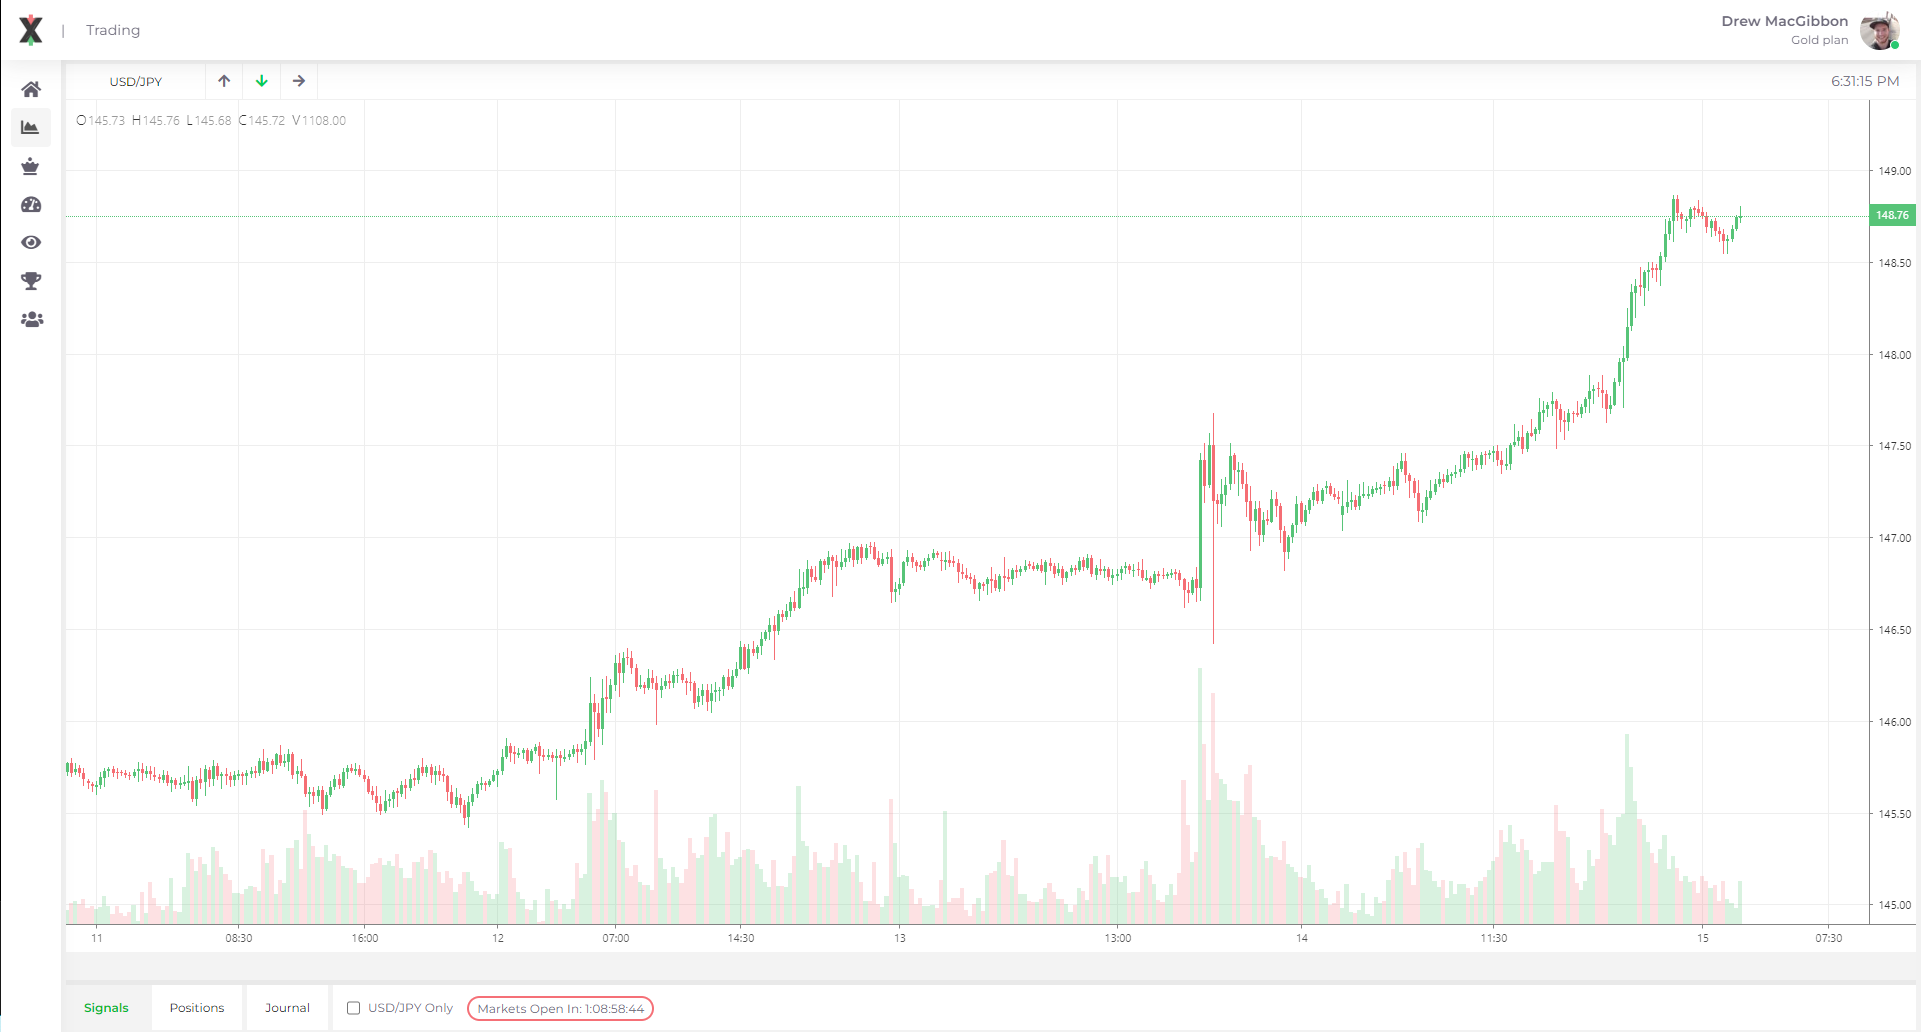 | Trading
Drew MacGibbon
Gold plan
USD/JPY
6:31:15 PM
O145.73 H145.76 L145.68 C145.72 V1108.00
149.00
148.76
148.50
148.00
147.50
147.00
146.50
146.00
145.50
145.00
11 08:30 16:00 12 07:00 14:30 13 13:00 14 11:30 15 07:30
Signals Positions Journal USD/JPY Only Markets Open In: 1:08:58:44